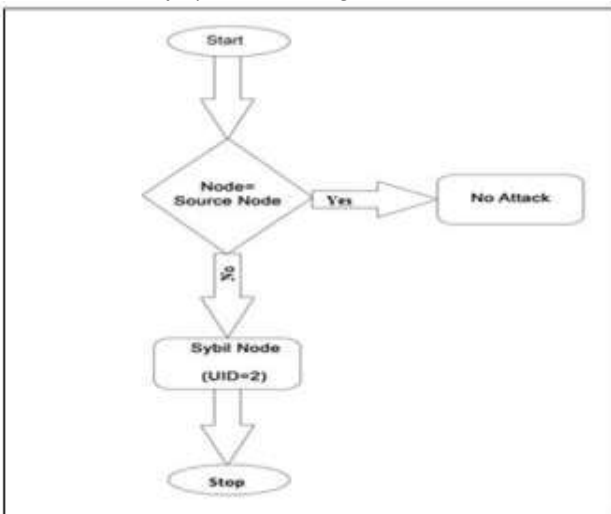 Start
Node=
Source Node
Yes
No Attack
No
Sybil Node
(UID=2)
Stop